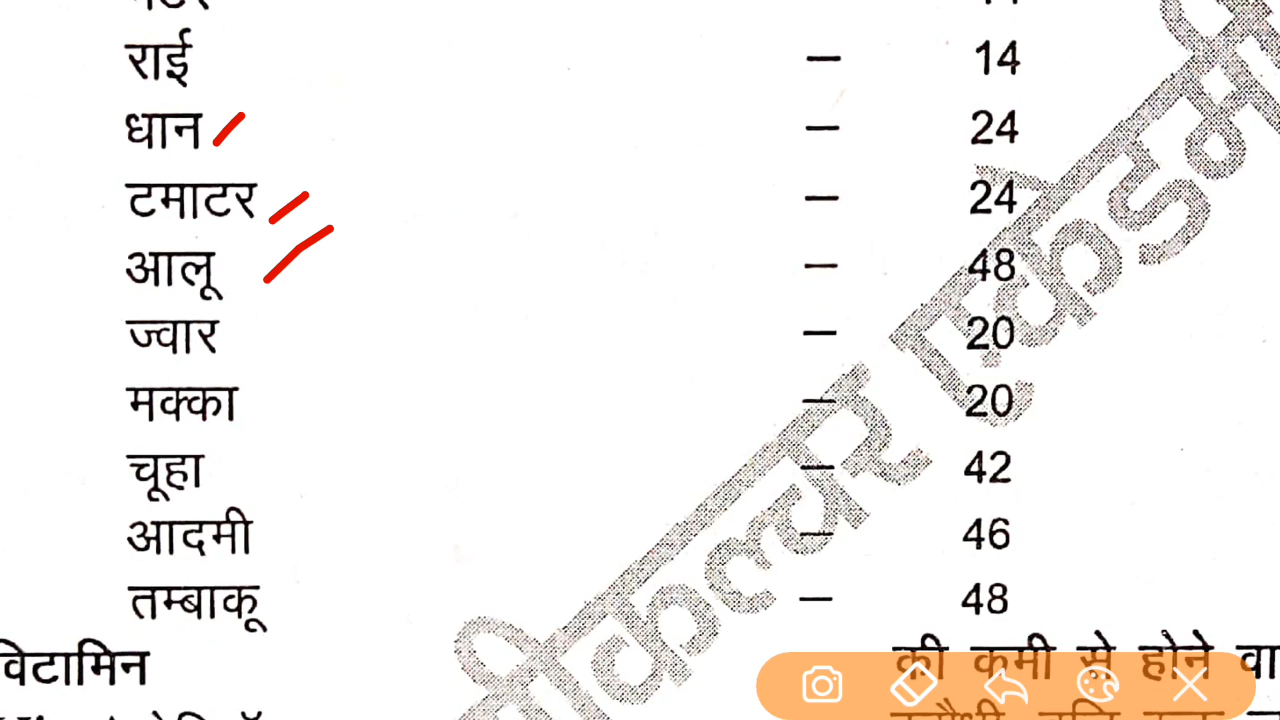 राई – 14
धान – 24
टमाटर – 24
आलू – 48
ज्वार – 20
मक्का – 20
चूहा – 42
आदमी – 46
तम्बाकू – 48
विटामिन की कमी से होने वा